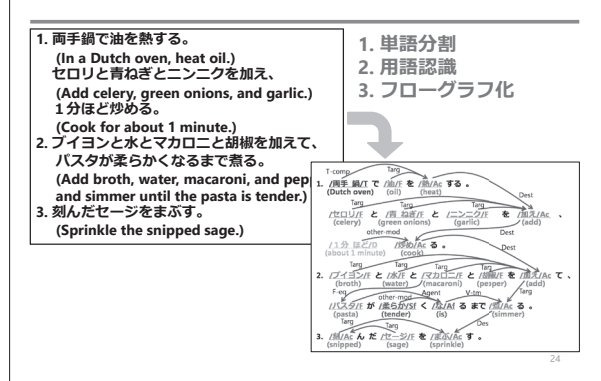 1. 両手鍋で油を熱する。
(In a Dutch oven, heat oil.)
セロリと青ねぎとニンニクを加え、
(Add celery, green onions, and garlic.)
1分ほど炒める。
(Cook for about 1 minute.)
2. ブイヨンと水とマカロニと胡椒を加えて、
パスタが柔らかくなるまで煮る。
(Add broth, water, macaroni, and pep
and simmer until the pasta is tender.)
3. 刻んだセージをまぶす。
(Sprinkle the snipped sage.)
1. 単語分割
2. 用語認識
3. フローグラフ化
T-comp Targ
1. /両手 鍋/T で /油/F を /熱/Ac する 。
(Dutch oven) (oil) (heat)
Dest
Targ Targ Targ
/セロリ/F と /青 ねぎ/F と /ニンニク/F を /加え/Ac 、
(celery) (green onions) (garlic) (add)
other-mod Dest Dest
/1分 ほど/D /炒め/Ac る 。
(about 1 minute) (cook)
Targ Targ Targ Targ
2. /ブイヨン/F と /水/F と /マカロニ/F と /胡椒/F を /加え/Ac て 、
(broth) (water) (macaroni) (pepper) (add)
F-eq other-mod Agent V-tm Targ
/パスタ/F が /柔らか/Sf く /な/Af る まで /煮/Ac る 。
(pasta) (tender) (is) (simmer)
Targ Targ Des
3. /刻/Ac ん だ /セージ/F を /まぶ/Ac す 。
(snipped) (sage) (sprinkle)
24